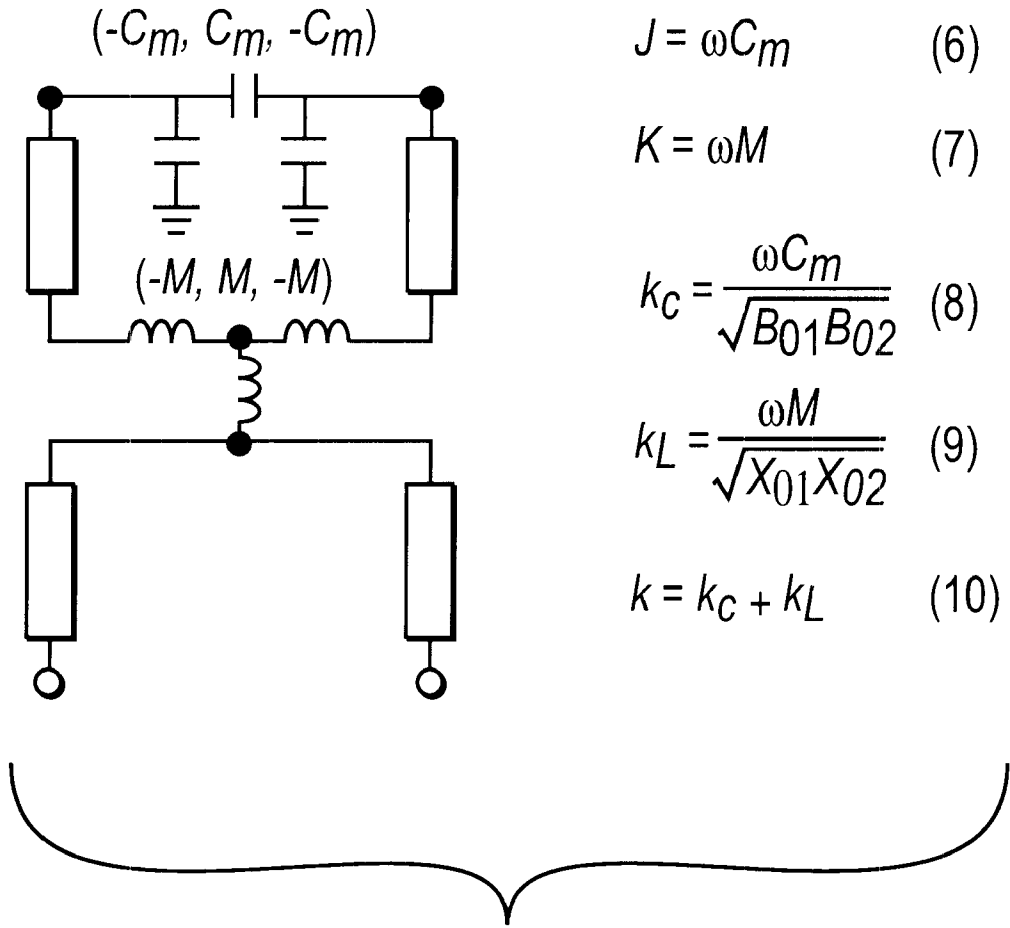 (-Cm, Cm, -Cm)
(-M, M, -M)
J = ωCm (6)
K = ωM (7)
kC = ωCm / √B01B02 (8)
kL = ωM / √X01X02 (9)
k = kC + kL (10)